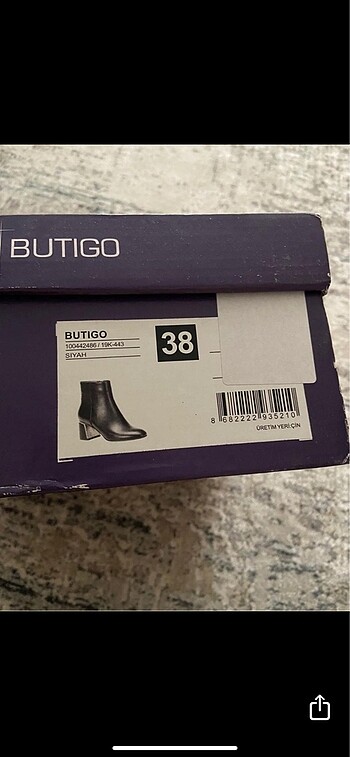 BUTIGO
BUTIGO
38
100442486 / 19K-443
SİYAH
8 682222 935210
ÜRETİM YERİ:ÇİN